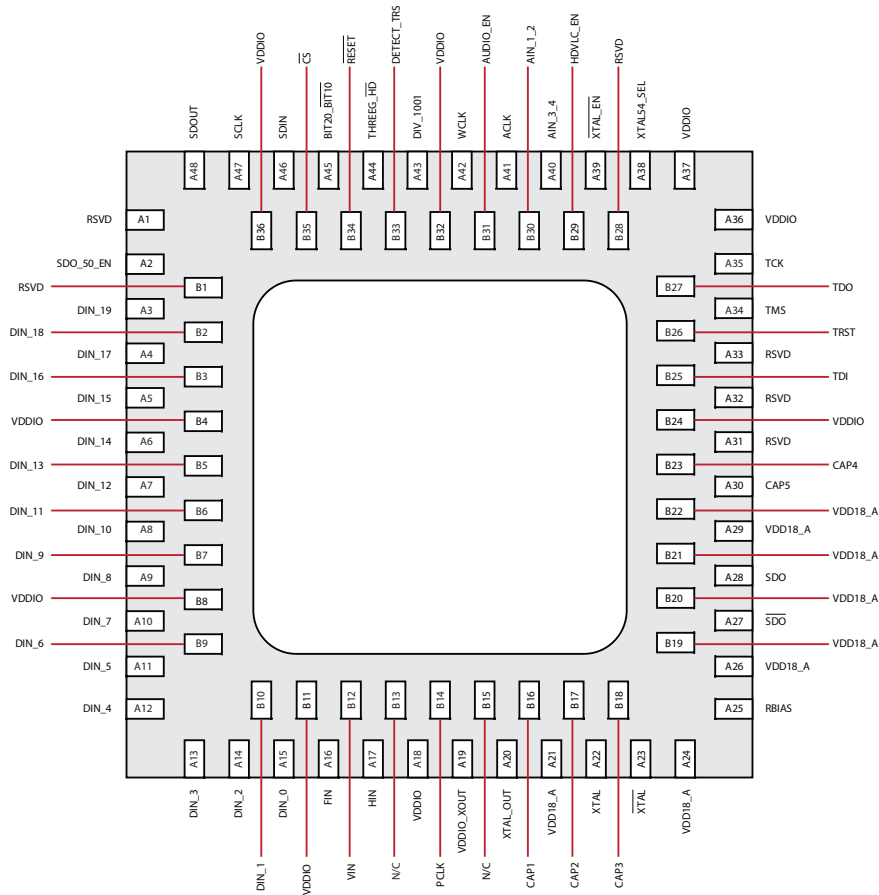 VDDIO
CS
RESET
DETECT_TRS
VDDIO
AUDIO_EN
AIN_1_2
HDVLC_EN
RSVD
SDOUT
SCLK
SDIN
BIT20_BIT10
THREEG_HD
DIV_1001
WCLK
ACLK
AIN_3_4
XTAL_EN
XTAL54_SEL
VDDIO
A48
A47
A46
A45
A44
A43
A42
A41
A40
A39
A38
A37
B36
B35
B34
B33
B32
B31
B30
B29
B28
RSVD A1
A36 VDDIO
SDO_50_EN A2
A35 TCK
RSVD B1
B27 TDO
DIN_19 A3
A34 TMS
DIN_18 B2
B26 TRST
DIN_17 A4
A33 RSVD
DIN_16 B3
B25 TDI
DIN_15 A5
A32 RSVD
VDDIO B4
B24 VDDIO
DIN_14 A6
A31 RSVD
DIN_13 B5
B23 CAP4
DIN_12 A7
A30 CAP5
DIN_11 B6
B22 VDD18_A
DIN_10 A8
A29 VDD18_A
DIN_9 B7
B21 VDD18_A
DIN_8 A9
A28 SDO
VDDIO B8
B20 VDD18_A
DIN_7 A10
A27 SDO
DIN_6 B9
B19 VDD18_A
DIN_5 A11
A26 VDD18_A
DIN_4 A12
A25 RBIAS
B10
B11
B12
B13
B14
B15
B16
B17
B18
A13
A14
A15
A16
A17
A18
A19
A20
A21
A22
A23
A24
DIN_3
DIN_2
DIN_0
FIN
HIN
VDDIO
VDDIO_XOUT
XTAL_OUT
VDD18_A
XTAL
XTAL
VDD18_A
DIN_1
VDDIO
VIN
N/C
PCLK
N/C
CAP1
CAP2
CAP3